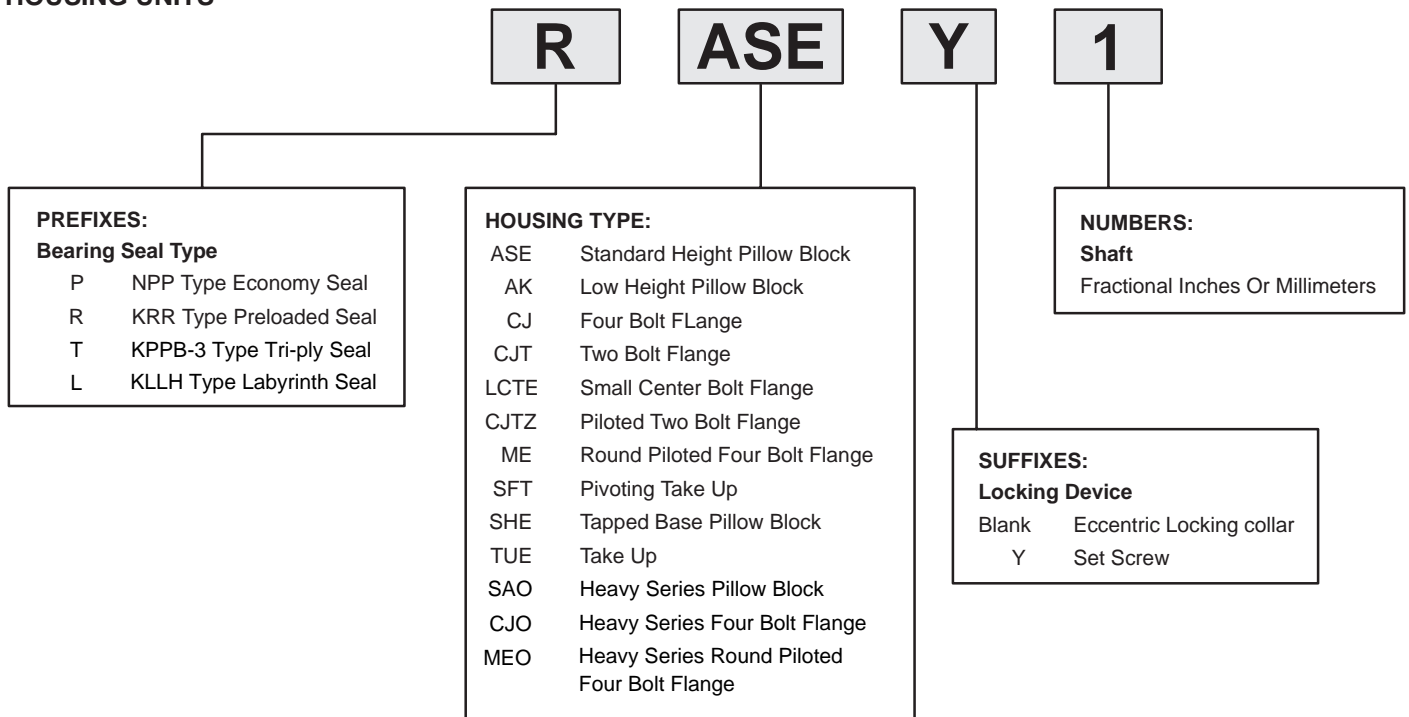 HOUSING UNITS
R ASE Y 1
PREFIXES:
Bearing Seal Type
P NPP Type Economy Seal
R KRR Type Preloaded Seal
T KPPB-3 Type Tri-ply Seal
L KLLH Type Labyrinth Seal
HOUSING TYPE:
ASE Standard Height Pillow Block
AK Low Height Pillow Block
CJ Four Bolt FLange
CJT Two Bolt Flange
LCTE Small Center Bolt Flange
CJTZ Piloted Two Bolt Flange
ME Round Piloted Four Bolt Flange
SFT Pivoting Take Up
SHE Tapped Base Pillow Block
TUE Take Up
SAO Heavy Series Pillow Block
CJO Heavy Series Four Bolt Flange
MEO Heavy Series Round Piloted
Four Bolt Flange
SUFFIXES:
Locking Device
Blank Eccentric Locking collar
Y Set Screw
NUMBERS:
Shaft
Fractional Inches Or Millimeters